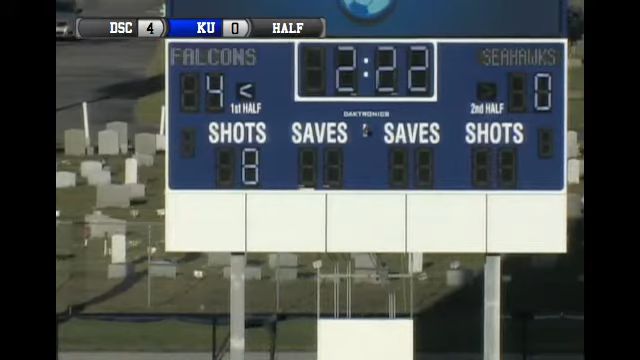 DSC 4 KU 0 HALF
FALCONS 2:22 SEAHAWKS
4 < 0
1st HALF 2nd HALF
DAKTRONICS
SHOTS SAVES SAVES SHOTS
8